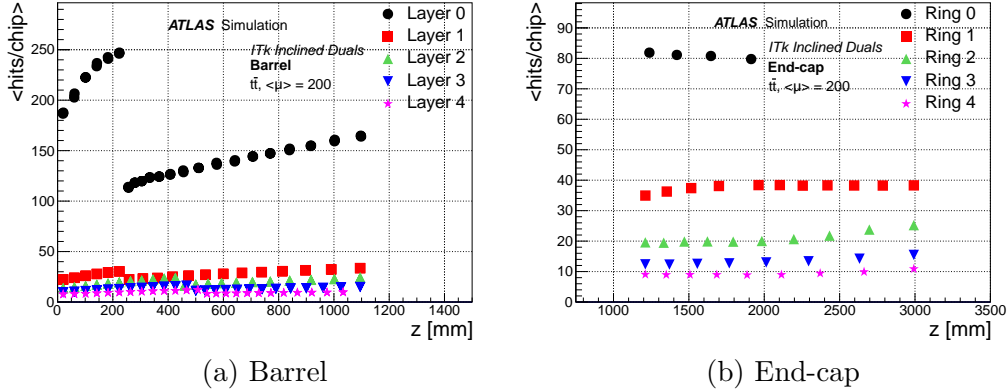 <hits/chip>
250
200
150
100
50
0
0 200 400 600 800 1000 1200 1400
z [mm]
ATLAS Simulation
ITk Inclined Duals
Barrel
tt̄, <μ> = 200
Layer 0
Layer 1
Layer 2
Layer 3
Layer 4
(a) Barrel
<hits/chip>
90
80
70
60
50
40
30
20
10
0
1000 1500 2000 2500 3000 3500
z [mm]
ATLAS Simulation
ITk Inclined Duals
End-cap
tt̄, <μ> = 200
Ring 0
Ring 1
Ring 2
Ring 3
Ring 4
(b) End-cap